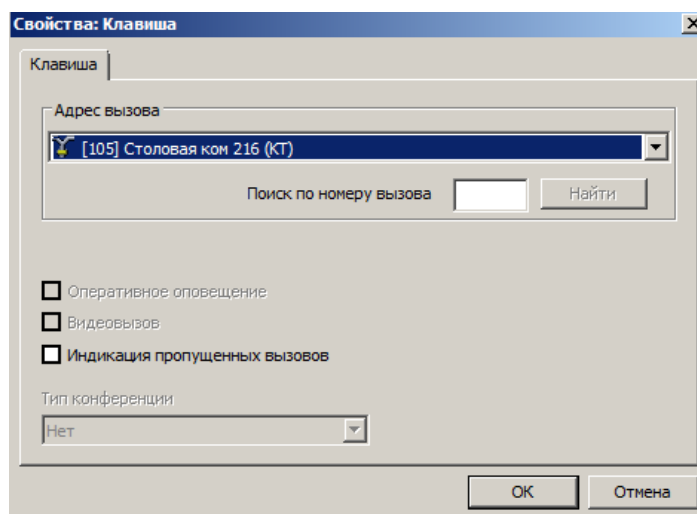 Свойства: Клавиша
Клавиша
Адрес вызова
[105] Столовая ком 216 (КТ)
Поиск по номеру вызова
Найти
Оперативное оповещение
Видеовызов
Индикация пропущенных вызовов
Тип конференции
Нет
ОК
Отмена